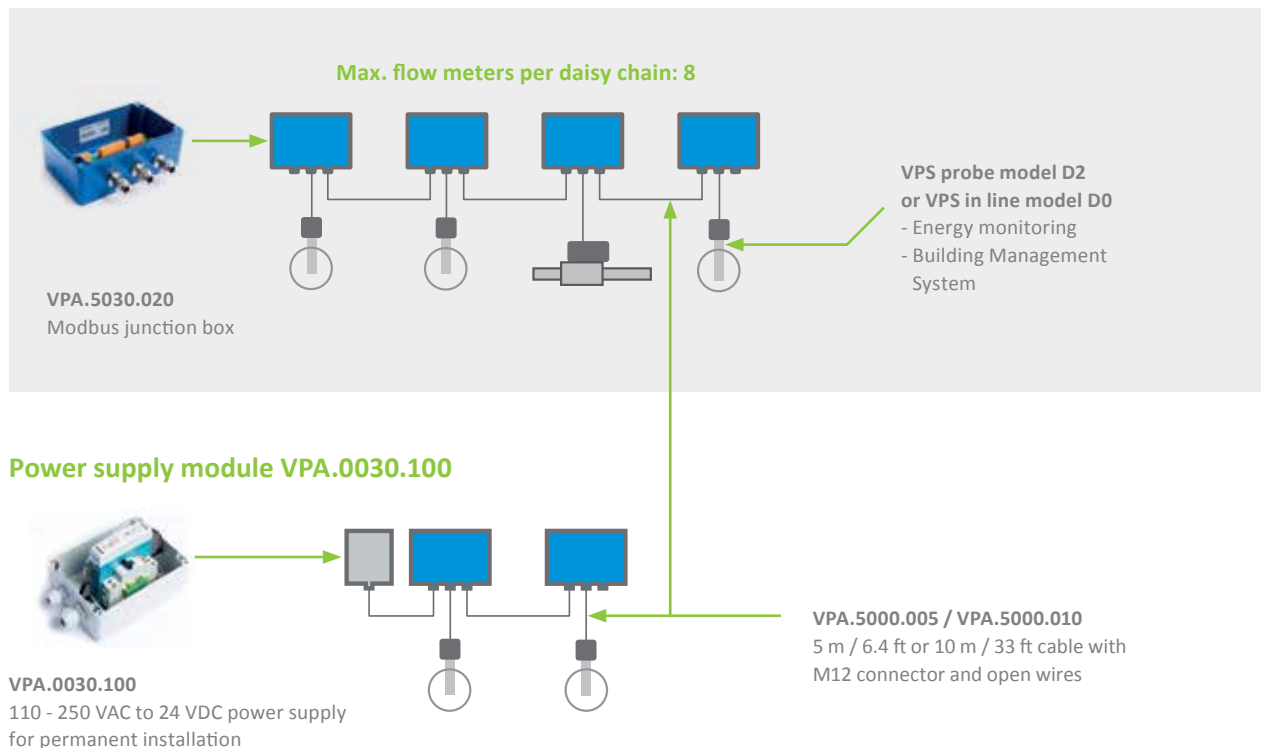 Max. flow meters per daisy chain: 8
VPS probe model D2
or VPS in line model D0
- Energy monitoring
- Building Management
System
VPA.5030.020
Modbus junction box
Power supply module VPA.0030.100
VPA.5000.005 / VPA.5000.010
5 m / 6.4 ft or 10 m / 33 ft cable with
M12 connector and open wires
VPA.0030.100
110 - 250 VAC to 24 VDC power supply
for permanent installation